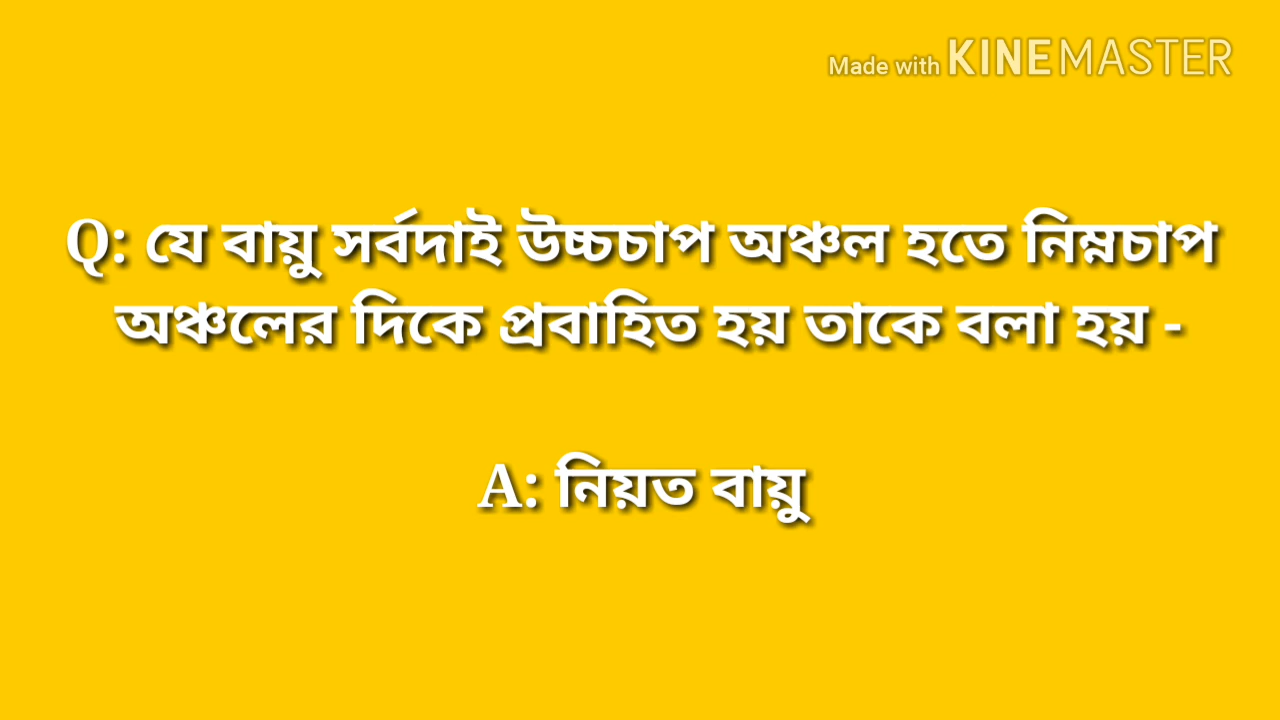 Made with KINEMASTER
Q: যে বায়ু সর্বদাই উচ্চচাপ অঞ্চল হতে নিম্নচাপ
অঞ্চলের দিকে প্রবাহিত হয় তাকে বলা হয় -
A: নিয়ত বায়ু